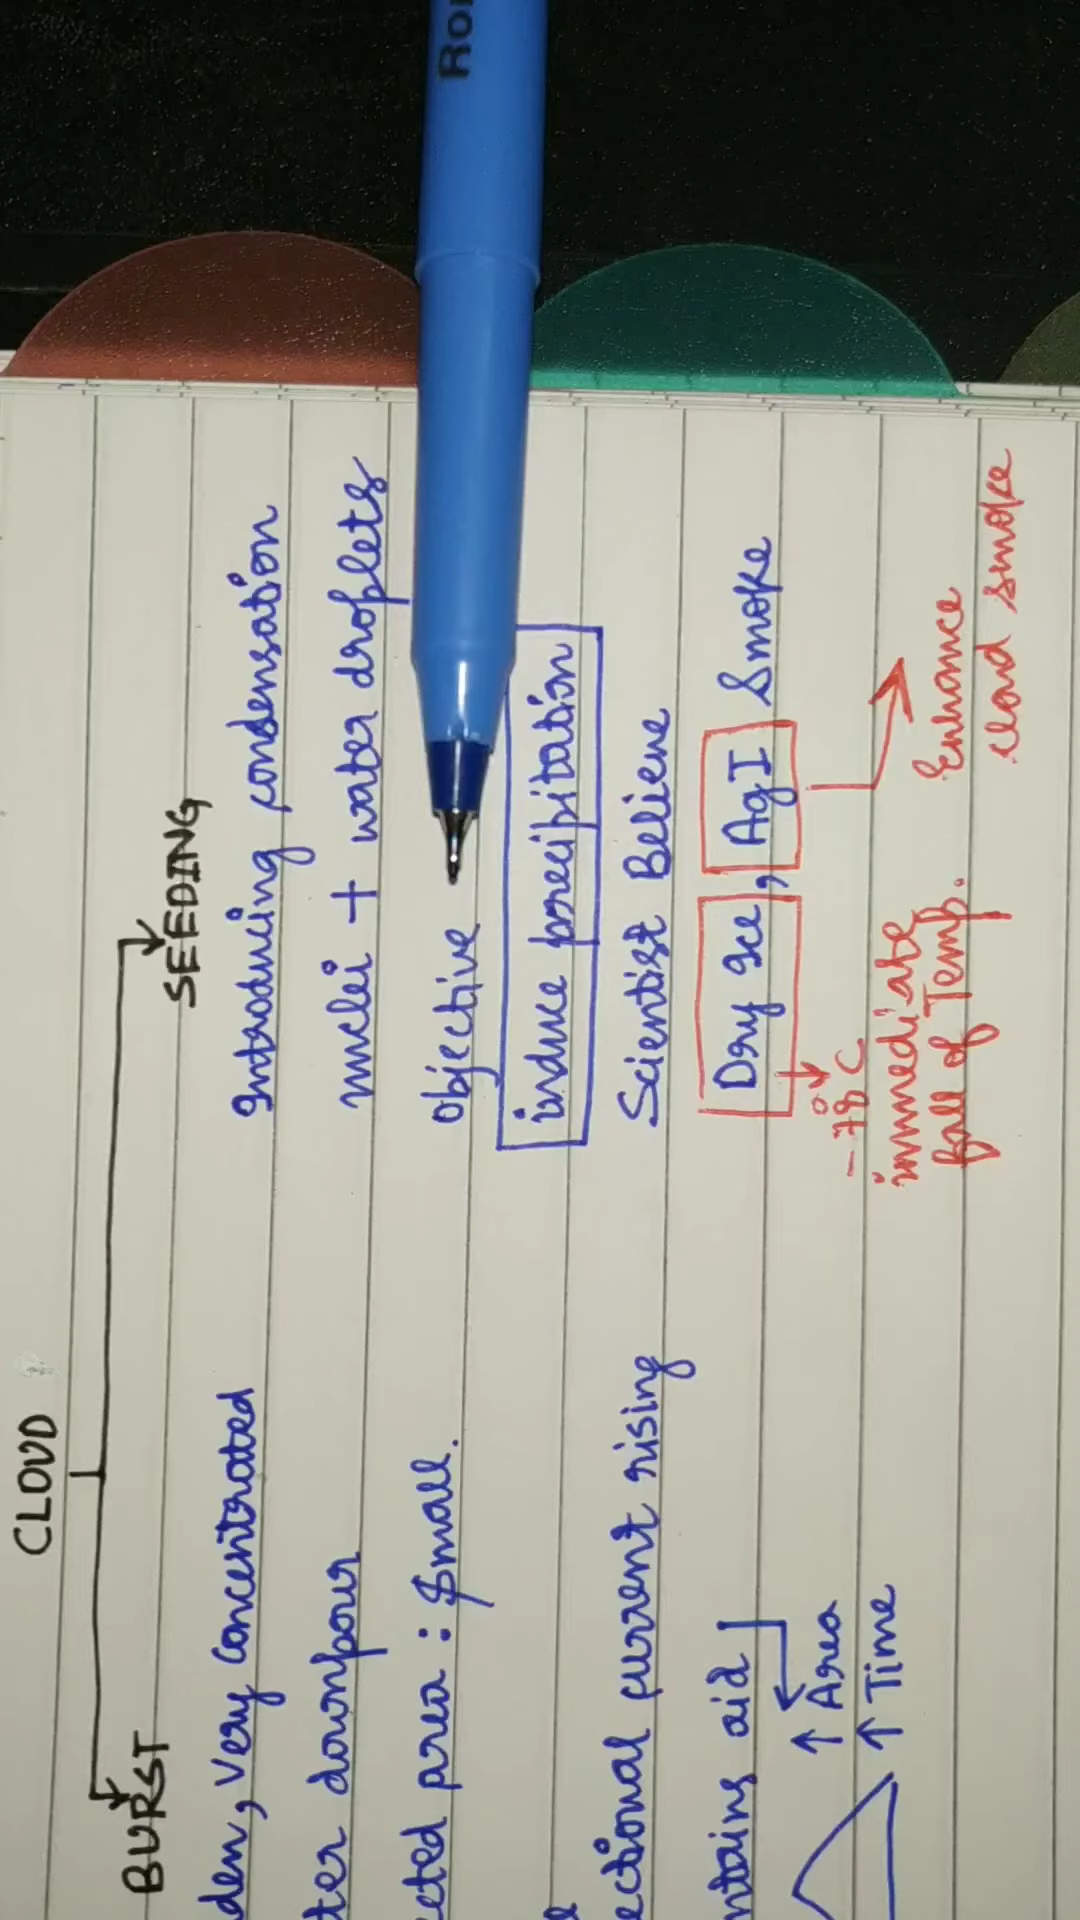 Ro
CLOUD
BURST
SEEDING
den, Very concentrated
ter downpour
cted area : Small.
ectional current rising
ntains aid
↑ Area
↑ Time
Introducing condensation
nuclei + water droplets
Objective
induce precipitation
Scientist Believe
Dry Ice, AgI Smoke
-78°C
immediate
fall of Temp.
Enhance
cloud smoke